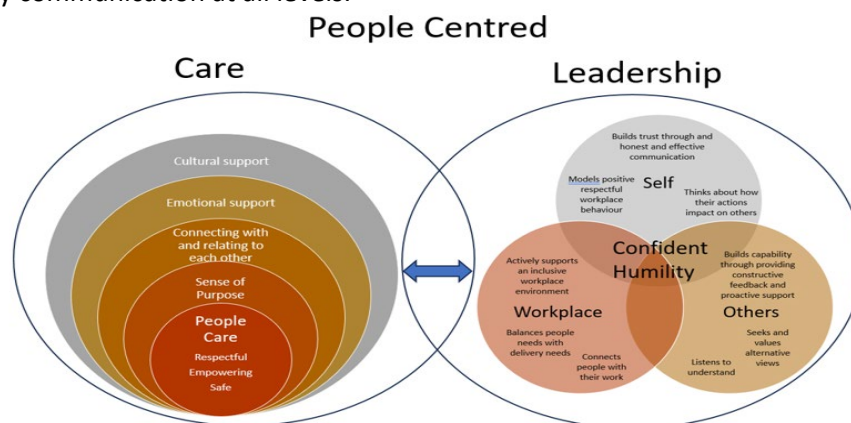 y communication at all levels.
People Centred
Care
Leadership
Cultural support
Emotional support
Connecting with
and relating to
each other
Sense of
Purpose
People
Care
Respectful
Empowering
Safe
Builds trust through and
honest and effective
communication
Models positive
respectful
workplace
behaviour
Self
Thinks about how
their actions
impact on others
Confident
Humility
Actively supports
an inclusive
workplace
environment
Workplace
Balances people
needs with
delivery needs
Connects
people with
their work
Builds capability
through providing
constructive
feedback and
proactive support
Others
Seeks and
values
alternative
views
Listens to
understand